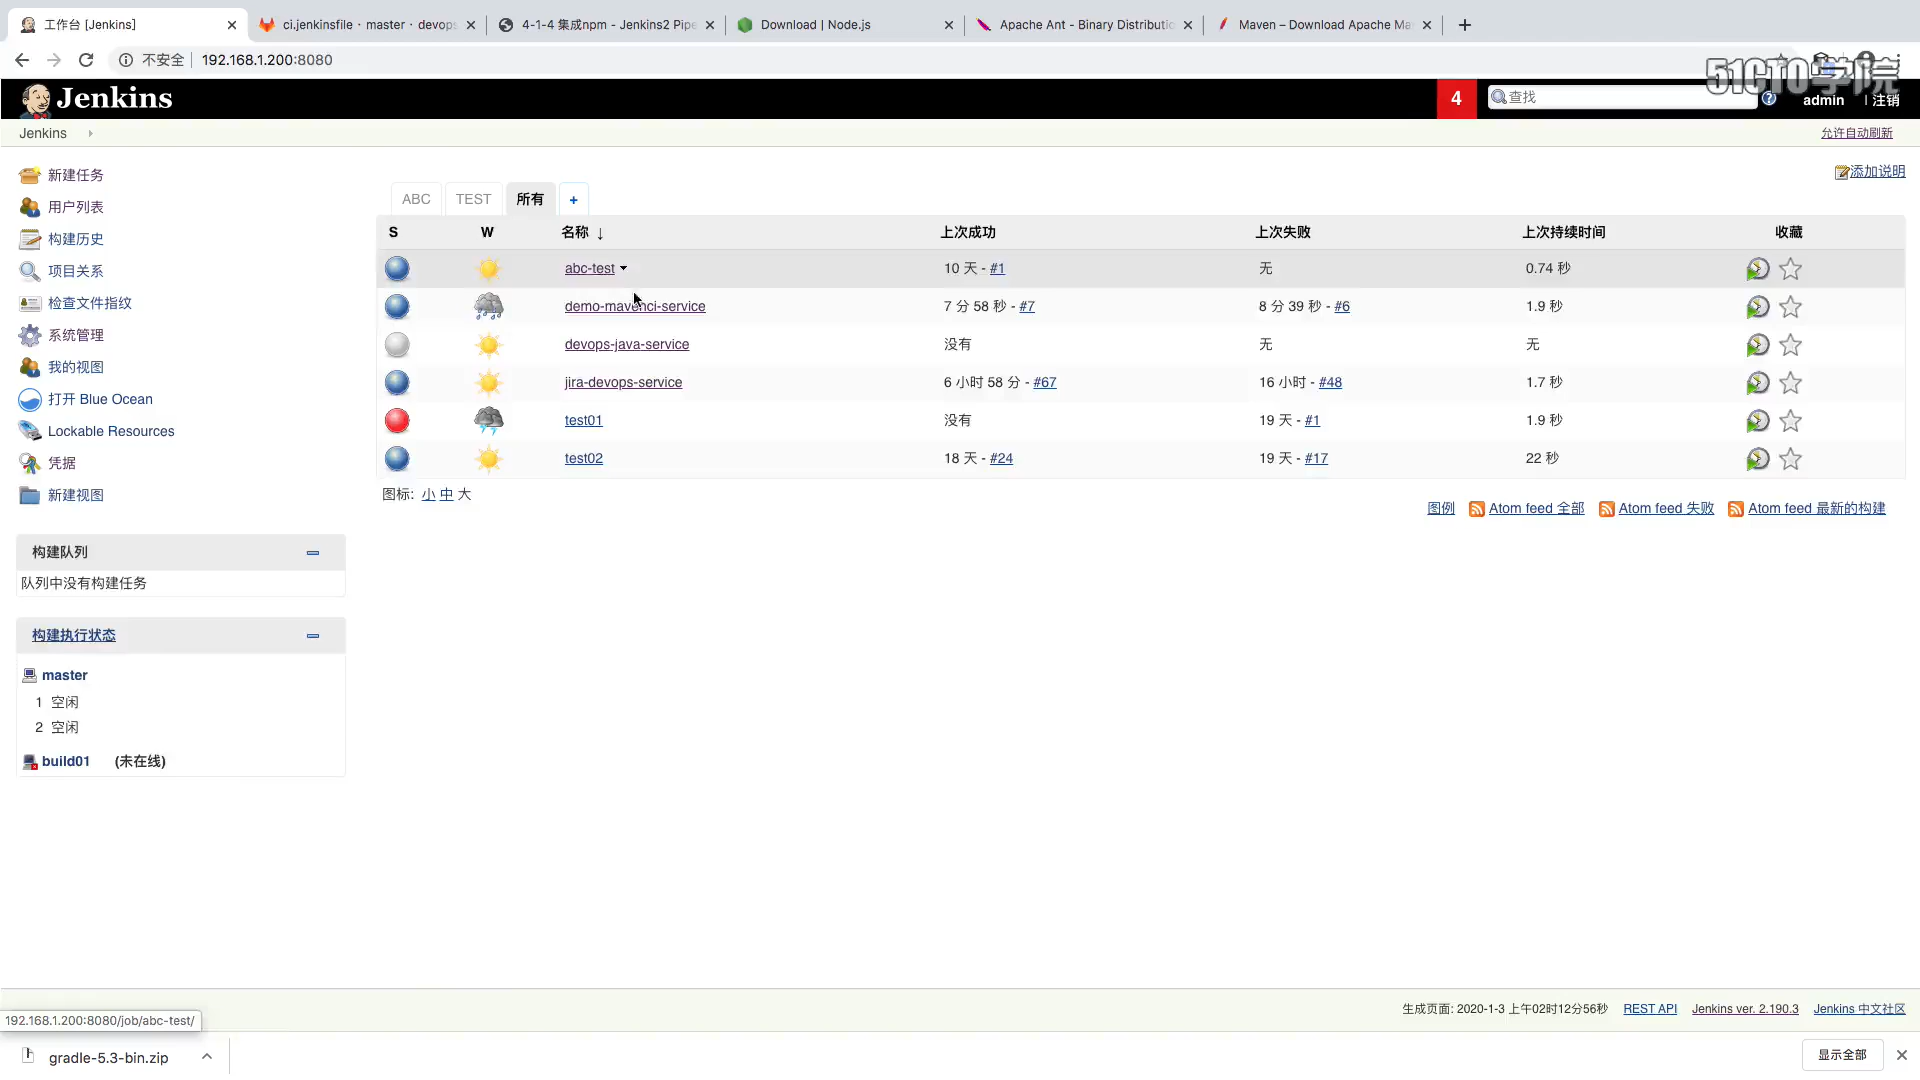 工作台 [Jenkins]
ci.jenkinsfile · master · devops
4-1-4 集成npm - Jenkins2 Pipe
Download | Node.js
Apache Ant - Binary Distributio
Maven – Download Apache Ma
不安全
192.168.1.200:8080
51CTO学院
Jenkins
4
查找
admin
| 注销
Jenkins
允许自动刷新
添加说明
新建任务
用户列表
构建历史
项目关系
检查文件指纹
系统管理
我的视图
打开 Blue Ocean
Lockable Resources
凭据
新建视图
ABC TEST 所有 +
S W 名称 ↓ 上次成功 上次失败 上次持续时间 收藏
abc-test 10 天 - #1 无 0.74 秒
demo-mavenci-service 7 分 58 秒 - #7 8 分 39 秒 - #6 1.9 秒
devops-java-service 没有 无 无
jira-devops-service 6 小时 58 分 - #67 16 小时 - #48 1.7 秒
test01 没有 19 天 - #1 1.9 秒
test02 18 天 - #24 19 天 - #17 22 秒
图标: 小 中 大
图例 Atom feed 全部 Atom feed 失败 Atom feed 最新的构建
构建队列
队列中没有构建任务
构建执行状态
master
1 空闲
2 空闲
build01 (未在线)
生成页面: 2020-1-3 上午02时12分56秒 REST API Jenkins ver. 2.190.3 Jenkins 中文社区
192.168.1.200:8080/job/abc-test/
gradle-5.3-bin.zip
显示全部